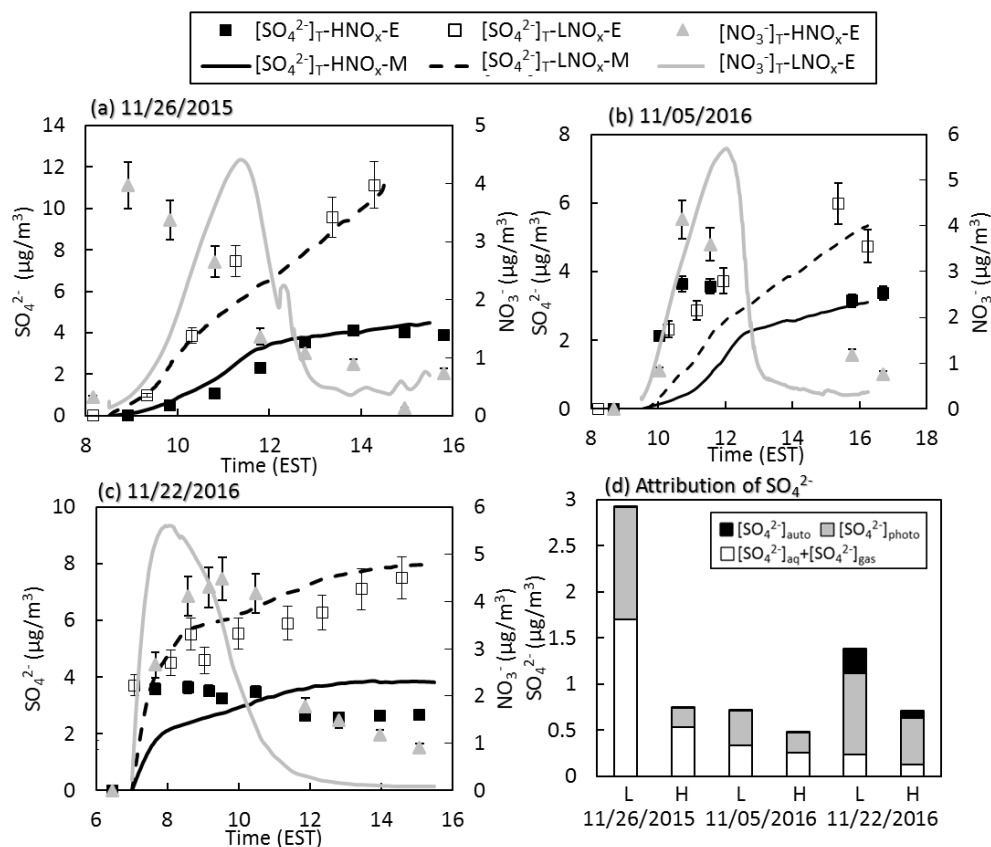 [SO₄²⁻]T-HNOₓ-E [SO₄²⁻]T-LNOₓ-E [NO₃⁻]T-HNOₓ-E
[SO₄²⁻]T-HNOₓ-M [SO₄²⁻]T-LNOₓ-M [NO₃⁻]T-LNOₓ-E
(a) 11/26/2015
SO₄²⁻ (µg/m³)
14
12
10
8
6
4
2
0
5
4
3
2
1
0
NO₃⁻ (µg/m³)
8 10 12 14 16
Time (EST)
(b) 11/05/2016
SO₄²⁻ (µg/m³)
8
6
4
2
0
6
5
4
3
2
1
0
NO₃⁻ (µg/m³)
8 10 12 14 16 18
Time (EST)
(c) 11/22/2016
SO₄²⁻ (µg/m³)
10
8
6
4
2
0
6
5
4
3
2
1
0
NO₃⁻ (µg/m³)
6 8 10 12 14 16
Time (EST)
(d) Attribution of SO₄²⁻
SO₄²⁻ (µg/m³)
3
2.5
2
1.5
1
0.5
0
[SO₄²⁻]auto [SO₄²⁻]photo
[SO₄²⁻]aq+[SO₄²⁻]gas
L H L H L H
11/26/2015 11/05/2016 11/22/2016